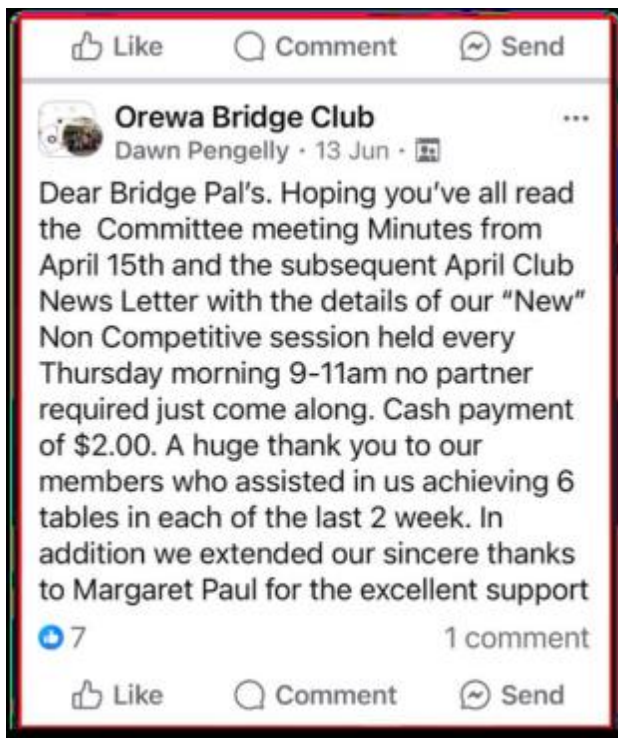 Like Comment Send
Orewa Bridge Club
Dawn Pengelly · 13 Jun ·
Dear Bridge Pal's. Hoping you've all read
the  Committee meeting Minutes from
April 15th and the subsequent April Club
News Letter with the details of our “New”
Non Competitive session held every
Thursday morning 9-11am no partner
required just come along. Cash payment
of $2.00. A huge thank you to our
members who assisted in us achieving 6
tables in each of the last 2 week. In
addition we extended our sincere thanks
to Margaret Paul for the excellent support
7 1 comment
Like Comment Send